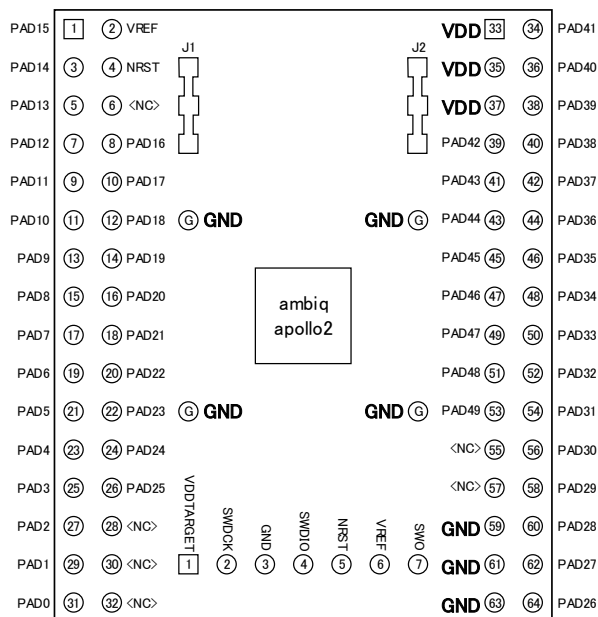 PAD15 1 2 VREF VDD 33 34 PAD41
J1 J2
PAD14 3 4 NRST VDD 35 36 PAD40
PAD13 5 6 <NC> VDD 37 38 PAD39
PAD12 7 8 PAD16 PAD42 39 40 PAD38
PAD11 9 10 PAD17 PAD43 41 42 PAD37
PAD10 11 12 PAD18 G GND GND G PAD44 43 44 PAD36
PAD9 13 14 PAD19 PAD45 45 46 PAD35
PAD8 15 16 PAD20 PAD46 47 48 PAD34
ambiq
apollo2
PAD7 17 18 PAD21 PAD47 49 50 PAD33
PAD6 19 20 PAD22 PAD48 51 52 PAD32
PAD5 21 22 PAD23 G GND GND G PAD49 53 54 PAD31
PAD4 23 24 PAD24 <NC> 55 56 PAD30
PAD3 25 26 PAD25 <NC> 57 58 PAD29
PAD2 27 28 <NC> GND 59 60 PAD28
VDDTARGET SWDCK GND SWDIO NRST VREF SWO
PAD1 29 30 <NC> 1 2 3 4 5 6 7 GND 61 62 PAD27
PAD0 31 32 <NC> GND 63 64 PAD26